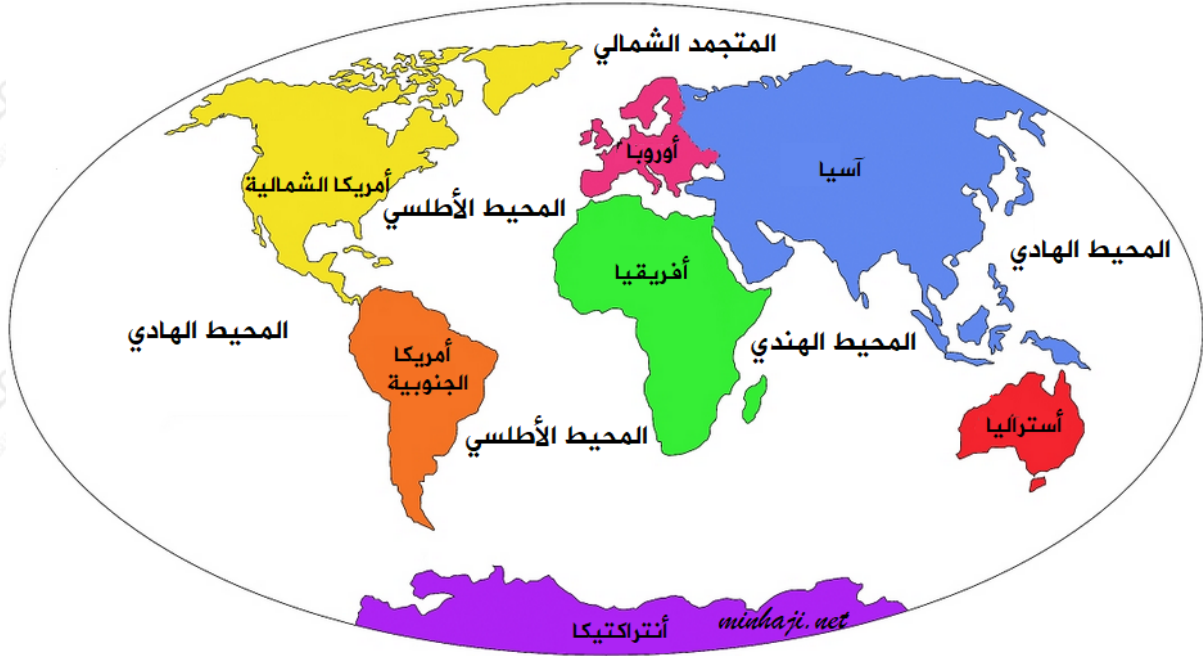 المتجمد الشمالي
أوروبا
آسيا
أمريكا الشمالية
المحيط الأطلسي
المحيط الهادي
أفريقيا
المحيط الهادي
المحيط الهندي
أمريكا
الجنوبية
أستراليا
المحيط الأطلسي
minhaji.net
أنتراكتيكا